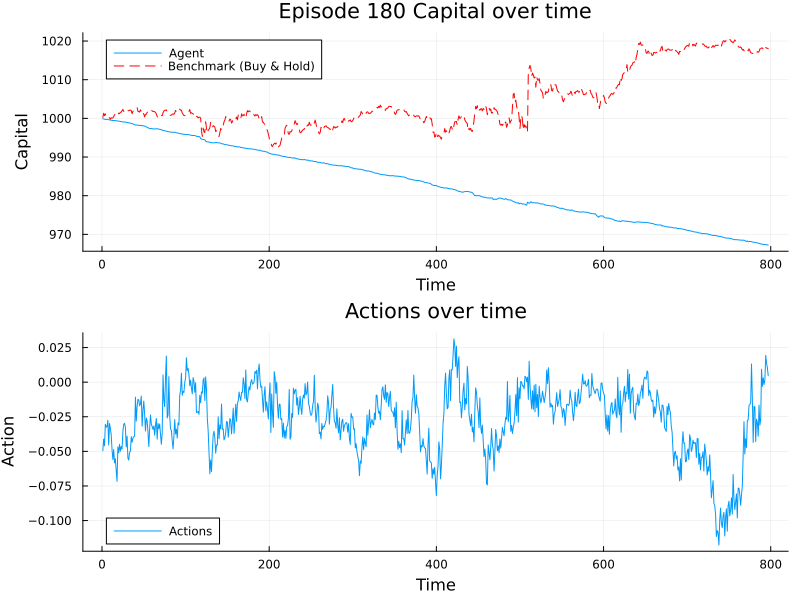 Episode 180 Capital over time
Capital
1020
1010
1000
990
980
970
Agent
Benchmark (Buy & Hold)
0
200
400
600
800
Time
Actions over time
Action
0.025
0.000
−0.025
−0.050
−0.075
−0.100
Actions
0
200
400
600
800
Time